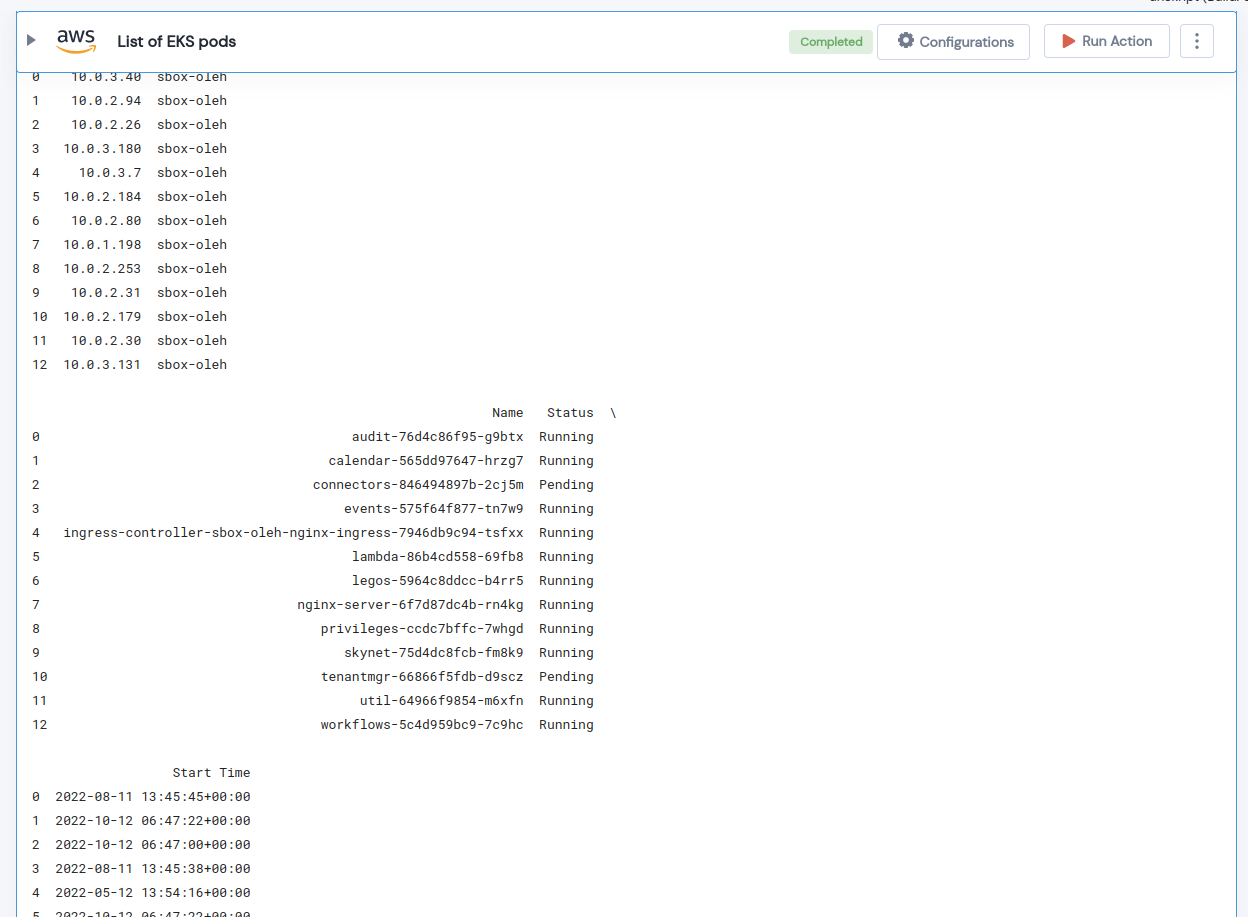 aws List of EKS pods Completed Configurations Run Action
0 10.0.3.40 sbox-oleh
1 10.0.2.94 sbox-oleh
2 10.0.2.26 sbox-oleh
3 10.0.3.180 sbox-oleh
4 10.0.3.7 sbox-oleh
5 10.0.2.184 sbox-oleh
6 10.0.2.80 sbox-oleh
7 10.0.1.198 sbox-oleh
8 10.0.2.253 sbox-oleh
9 10.0.2.31 sbox-oleh
10 10.0.2.179 sbox-oleh
11 10.0.2.30 sbox-oleh
12 10.0.3.131 sbox-oleh
Name Status \
0 audit-76d4c86f95-g9btx Running
1 calendar-565dd97647-hrzg7 Running
2 connectors-846494897b-2cj5m Pending
3 events-575f64f877-tn7w9 Running
4 ingress-controller-sbox-oleh-nginx-ingress-7946db9c94-tsfxx Running
5 lambda-86b4cd558-69fb8 Running
6 legos-5964c8ddcc-b4rr5 Running
7 nginx-server-6f7d87dc4b-rn4kg Running
8 privileges-ccdc7bffc-7whgd Running
9 skynet-75d4dc8fcb-fm8k9 Running
10 tenantmgr-66866f5fdb-d9scz Pending
11 util-64966f9854-m6xfn Running
12 workflows-5c4d959bc9-7c9hc Running
Start Time
0 2022-08-11 13:45:45+00:00
1 2022-10-12 06:47:22+00:00
2 2022-10-12 06:47:00+00:00
3 2022-08-11 13:45:38+00:00
4 2022-05-12 13:54:16+00:00
5 2022-10-12 06:47:22+00:00